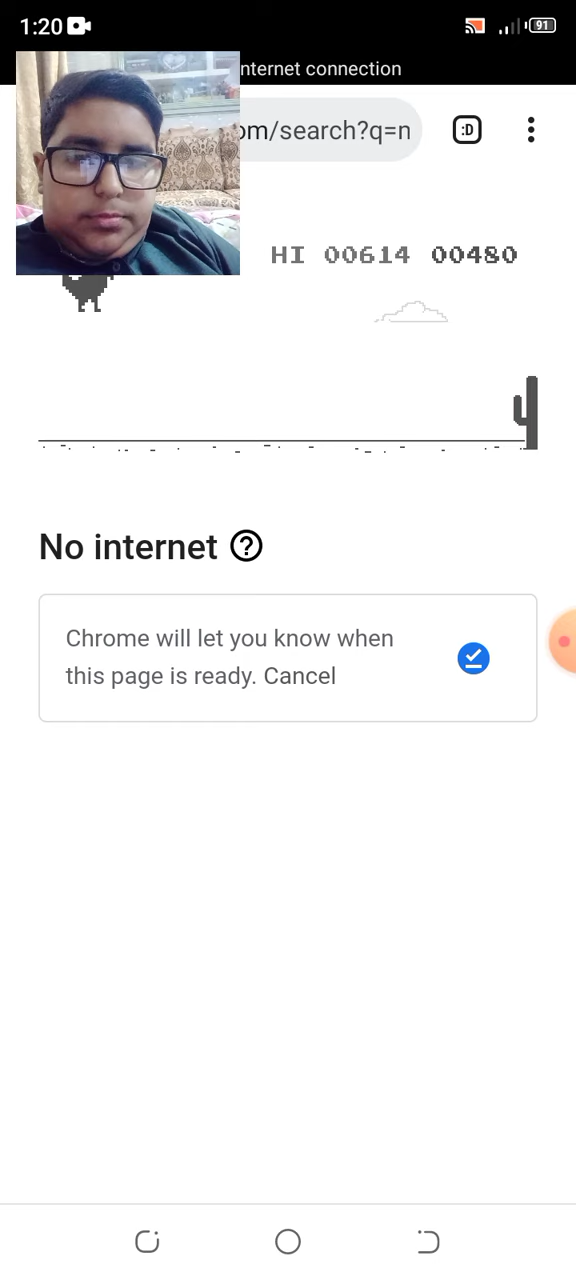 1:20 91
nternet connection
om/search?q=n :D
HI 00614 00480
No internet ?
Chrome will let you know when
this page is ready. Cancel